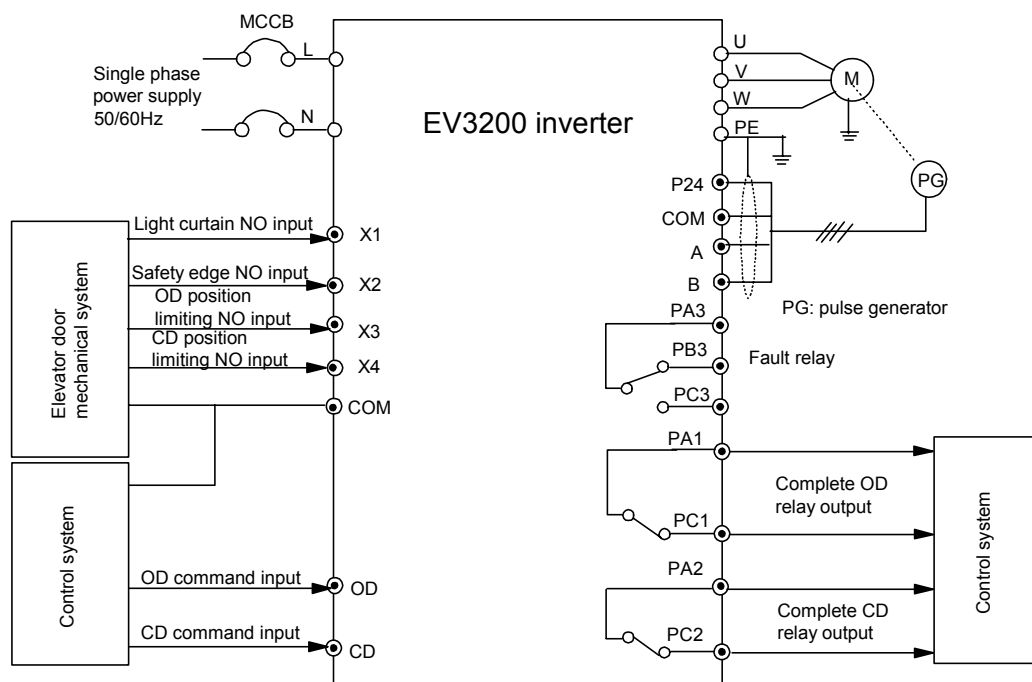 MCCB
L
Single phase
power supply
50/60Hz
N
EV3200 inverter
U
V
W
M
PE
PG
P24
COM
A
B
PG: pulse generator
Elevator door
mechanical system
Light curtain NO input
X1
Safety edge NO input
X2
OD position
limiting NO input
X3
CD position
limiting NO input
X4
COM
PA3
PB3
Fault relay
PC3
Control system
OD command input
OD
CD command input
CD
PA1
Complete OD
relay output
PC1
PA2
Complete CD
relay output
PC2
Control system